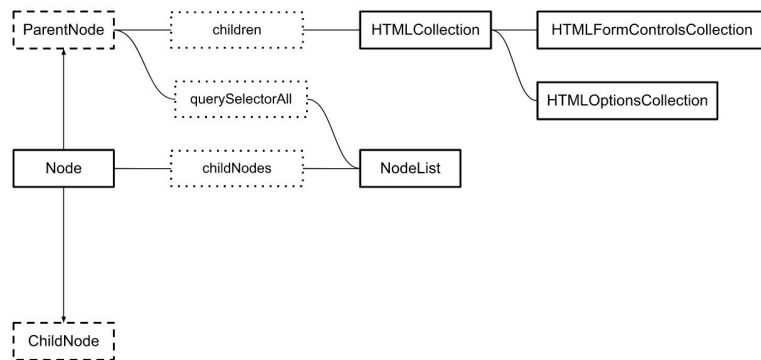 ParentNode
children
HTMLCollection
HTMLFormControlsCollection
querySelectorAll
HTMLOptionsCollection
Node
childNodes
NodeList
ChildNode